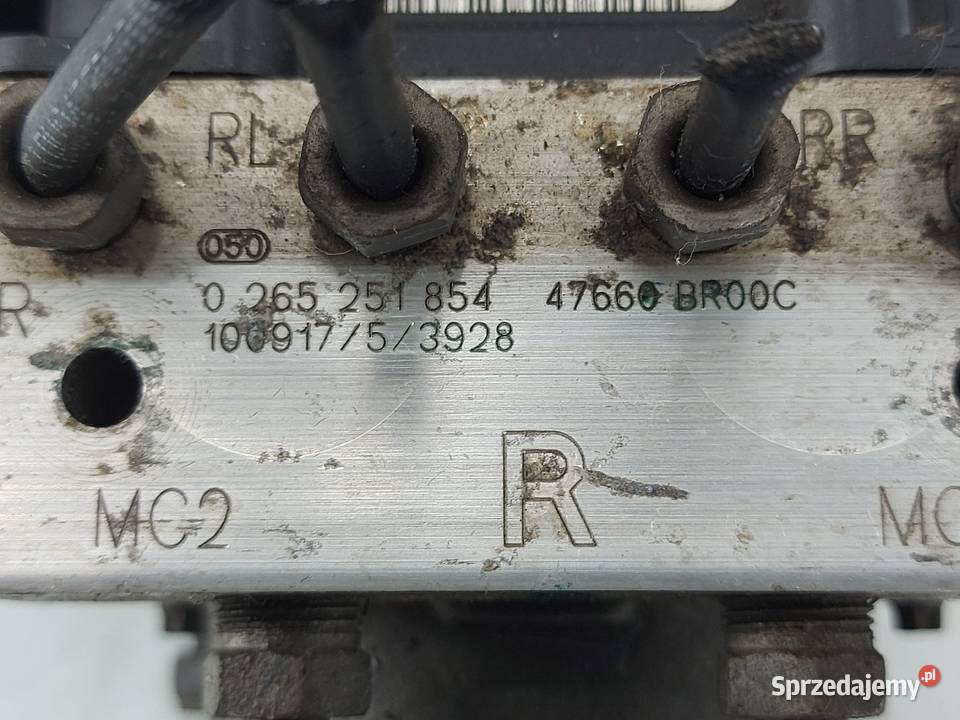 RL RR
050
0 265 251 854 47660 BR00C
R
100917/5/3928
R
MC2 MC
Sprzedajemy.pl